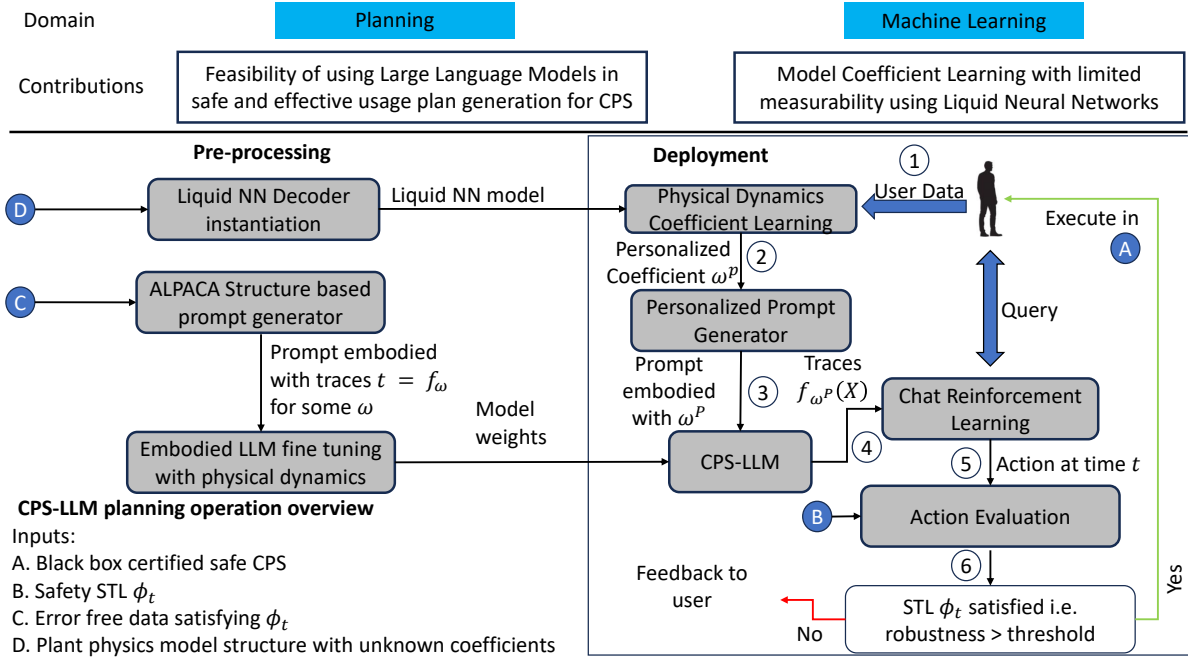 Domain
Planning
Machine Learning
Contributions
Feasibility of using Large Language Models in
safe and effective usage plan generation for CPS
Model Coefficient Learning with limited
measurability using Liquid Neural Networks
Pre-processing
D
Liquid NN Decoder
instantiation
Liquid NN model
C
ALPACA Structure based
prompt generator
Prompt embodied
with traces t = f_ω
for some ω
Embodied LLM fine tuning
with physical dynamics
Model
weights
CPS-LLM planning operation overview
Inputs:
A. Black box certified safe CPS
B. Safety STL ϕ_t
C. Error free data satisfying ϕ_t
D. Plant physics model structure with unknown coefficients
Deployment
1
User Data
Physical Dynamics
Coefficient Learning
Execute in
A
Personalized
Coefficient ω^p
2
Personalized Prompt
Generator
Query
Prompt
embodied
with ω^P
3
Traces
f_{ω^P}(X)
CPS-LLM
4
Chat Reinforcement
Learning
5
Action at time t
B
Action Evaluation
6
Feedback to
user
No
STL ϕ_t satisfied i.e.
robustness > threshold
Yes